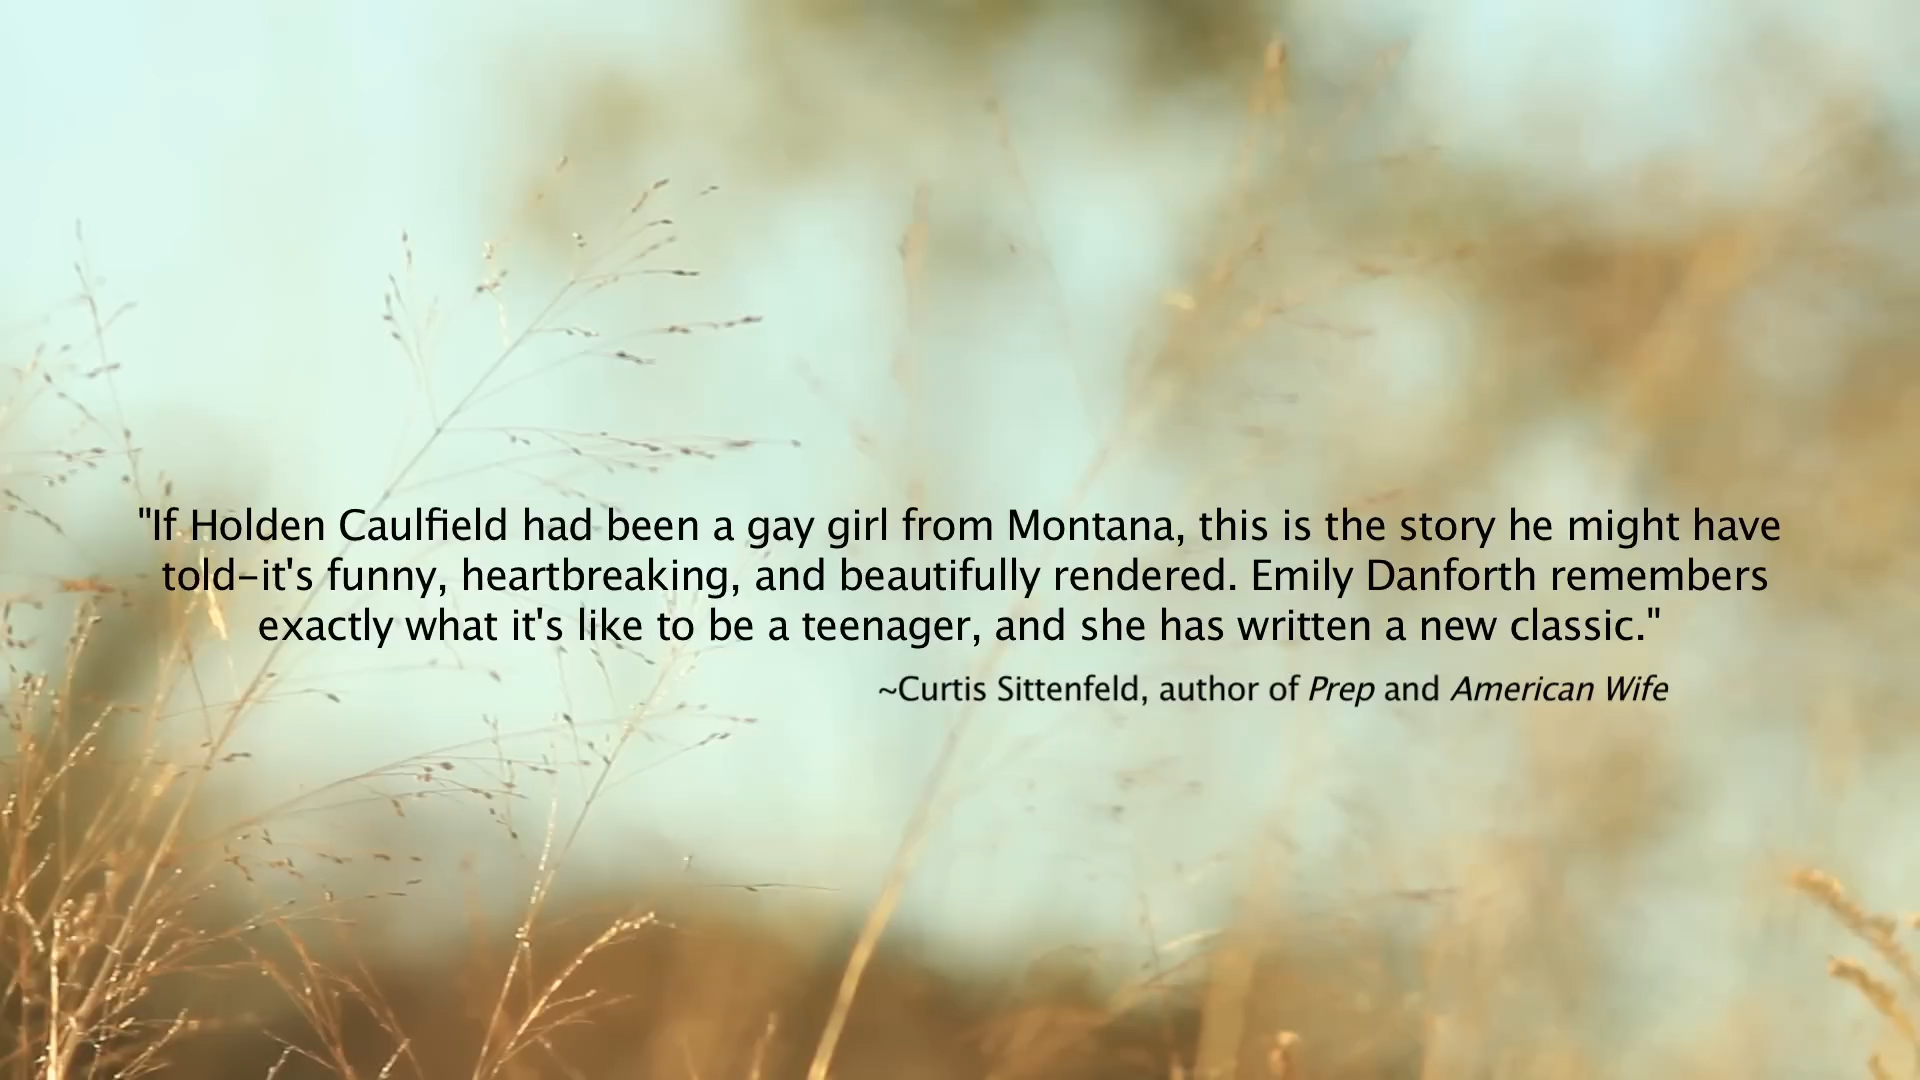 "If Holden Caulfield had been a gay girl from Montana, this is the story he might have
told–it's funny, heartbreaking, and beautifully rendered. Emily Danforth remembers
exactly what it's like to be a teenager, and she has written a new classic."
~Curtis Sittenfeld, author of Prep and American Wife